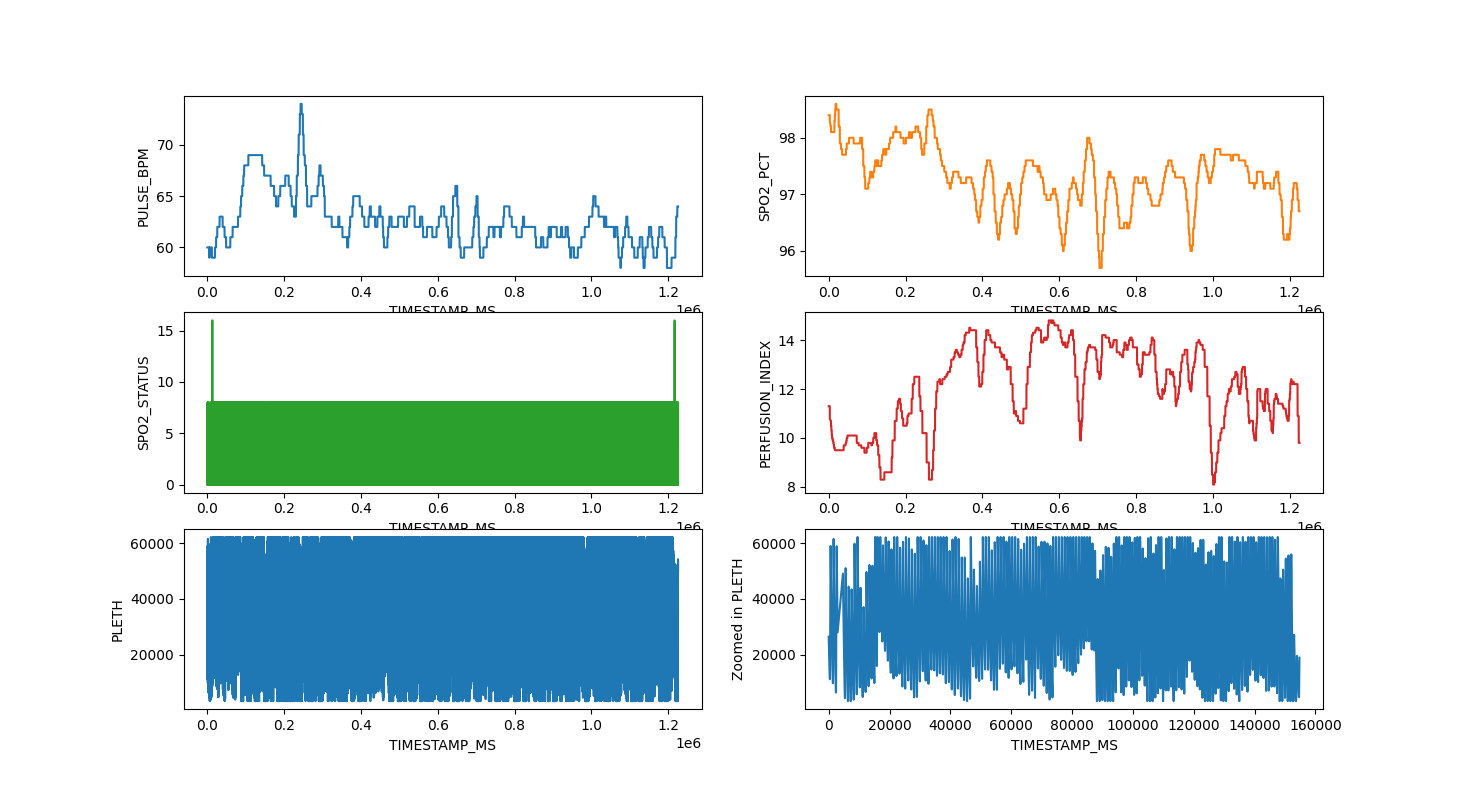 PULSE_BPM
70
65
60
0.0 0.2 0.4 0.6 0.8 1.0 1.2
TIMESTAMP_MS
1e6
SPO2_PCT
98
97
96
0.0 0.2 0.4 0.6 0.8 1.0 1.2
TIMESTAMP_MS
1e6
SPO2_STATUS
15
10
5
0
0.0 0.2 0.4 0.6 0.8 1.0 1.2
TIMESTAMP_MS
1e6
PERFUSION_INDEX
14
12
10
8
0.0 0.2 0.4 0.6 0.8 1.0 1.2
TIMESTAMP_MS
1e6
PLETH
60000
40000
20000
0.0 0.2 0.4 0.6 0.8 1.0 1.2
TIMESTAMP_MS
1e6
Zoomed in PLETH
60000
40000
20000
0 20000 40000 60000 80000 100000 120000 140000 160000
TIMESTAMP_MS